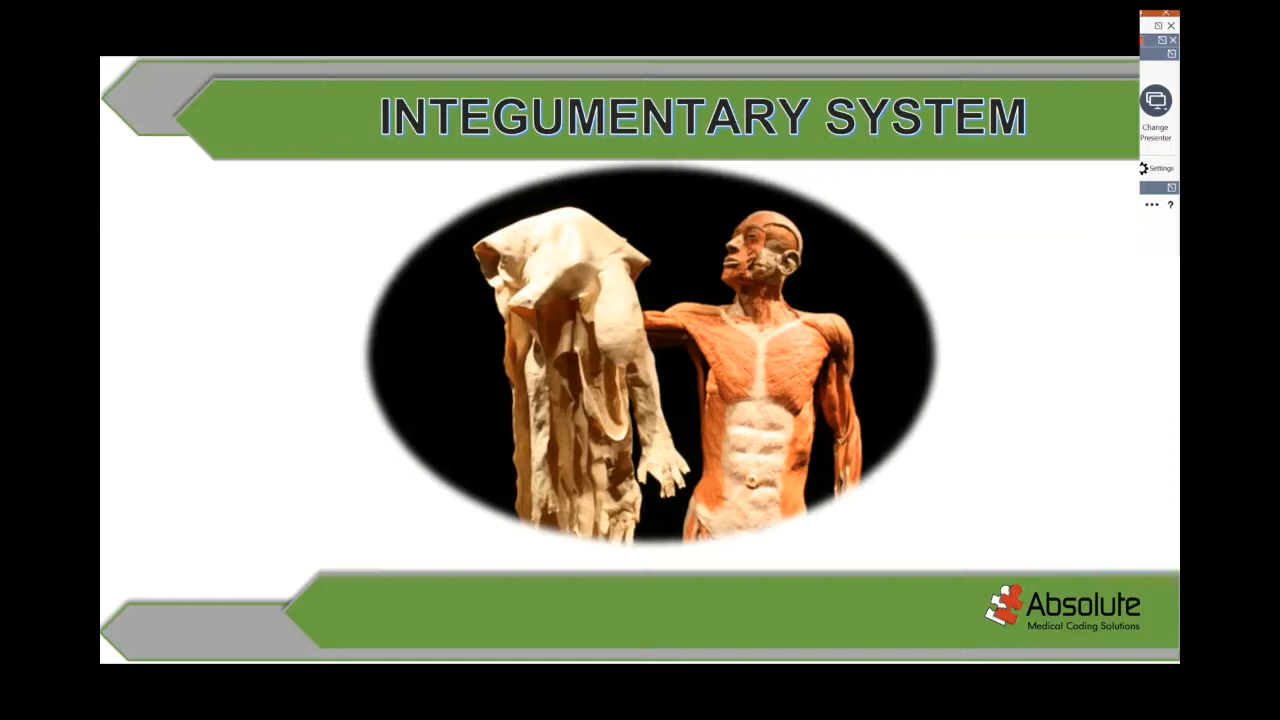 INTEGUMENTARY SYSTEM
Change
Presenter
Settings
... ?
Absolute
Medical Coding Solutions